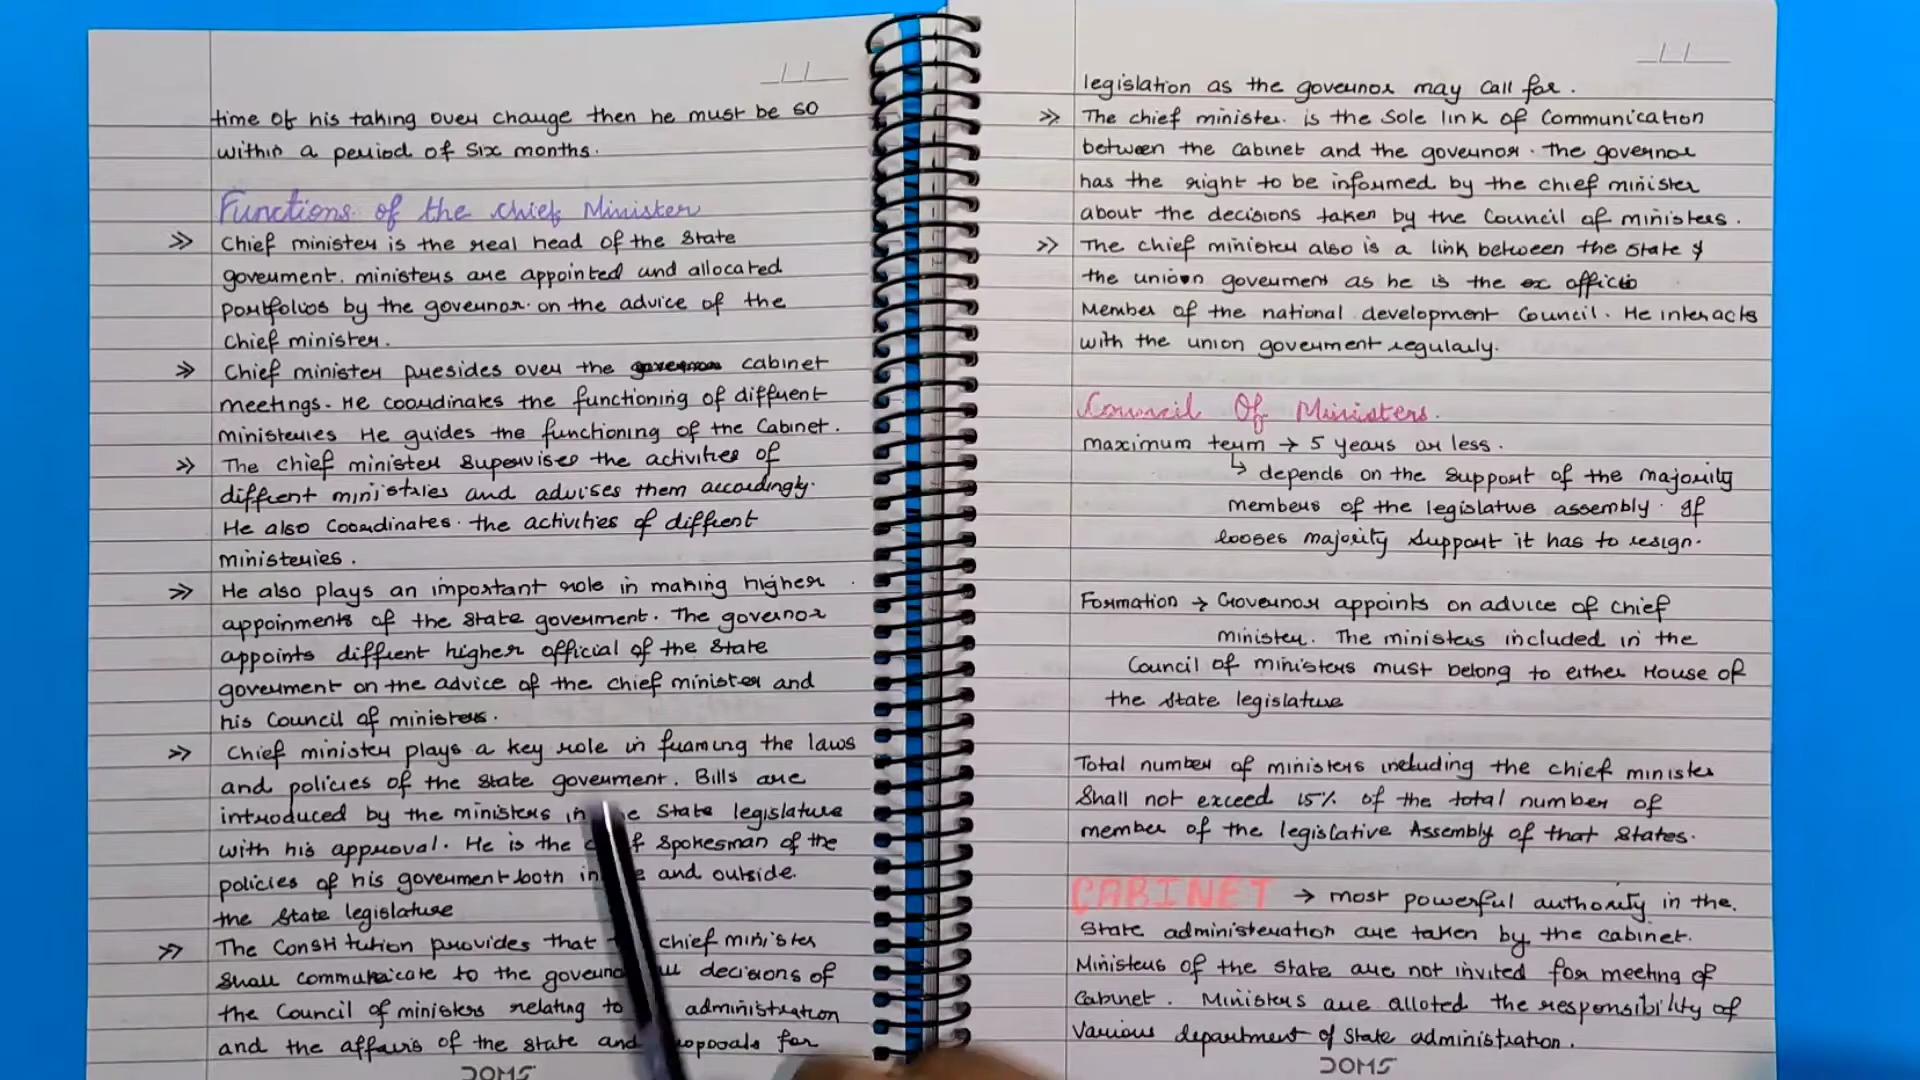 time of his taking over change then he must be so
within a period of six months.
Functions of the Chief Minister
>> Chief minister is the real head of the State
goverment. ministers are appointed and allocated
portfolios by the governor on the advice of the
Chief minister.
>> Chief minister presides over the cabinet
meetings. He coordinates the functioning of diffrent
ministeries He guides the functioning of the Cabinet.
>> The chief minister supervises the activities of
diffrent ministries and advises them accordingly.
He also coordinates the activities of diffrent
ministeries.
>> He also plays an important role in making higher
appoinments of the State goverment. The governor
appoints diffrent higher official of the State
goverment on the advice of the chief minister and
his Council of ministers.
>> Chief minister plays a key role in framing the laws
and policies of the State goverment. Bills are
introduced by the ministers in State legislature
with his approval. He is the spokesman of the
policies of his goverment both and outside.
the State legislature
>> The Constitution provides that chief minister
shall communicate to the decisions of
the Council of ministers relating to administration
and the affairs of the state and for
DOMS
legislation as the governor may call for.
>> The chief minister is the Sole link of Communication
between the cabinet and the governor. The governor
has the right to be informed by the chief minister
about the decisions taken by the Council of ministers.
>> The chief minister also is a link between the state &
the union goverment as he is the ex officio
Member of the national development Council. He interacts
with the union goverment regularly.
Council Of Ministers.
maximum term → 5 years or less.
↳ depends on the support of the majority
members of the legislative assembly. If
looses majority support it has to resign.
Formation → Governor appoints on advice of chief
minister. The ministers included in the
Council of ministers must belong to either House of
the state legislature
Total number of ministers including the chief minister
shall not exceed 15% of the total number of
member of the legislative Assembly of that States.
CABINET → most powerful authority in the.
State administration are taken by the cabinet.
Ministers of the state are not invited for meeting of
Cabinet. Ministers are alloted the responsibility of
Various department of State administration.
DOMS